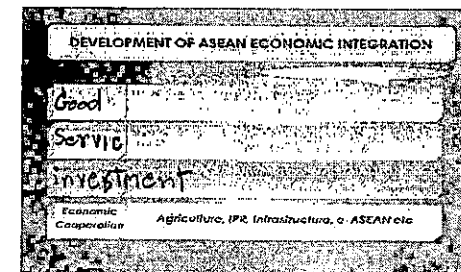 DEVELOPMENT OF ASEAN ECONOMIC INTEGRATION
Good
Servic
investment
Economic
Cooperation
Agriculture, IPR, Infrastructure, e-ASEAN etc